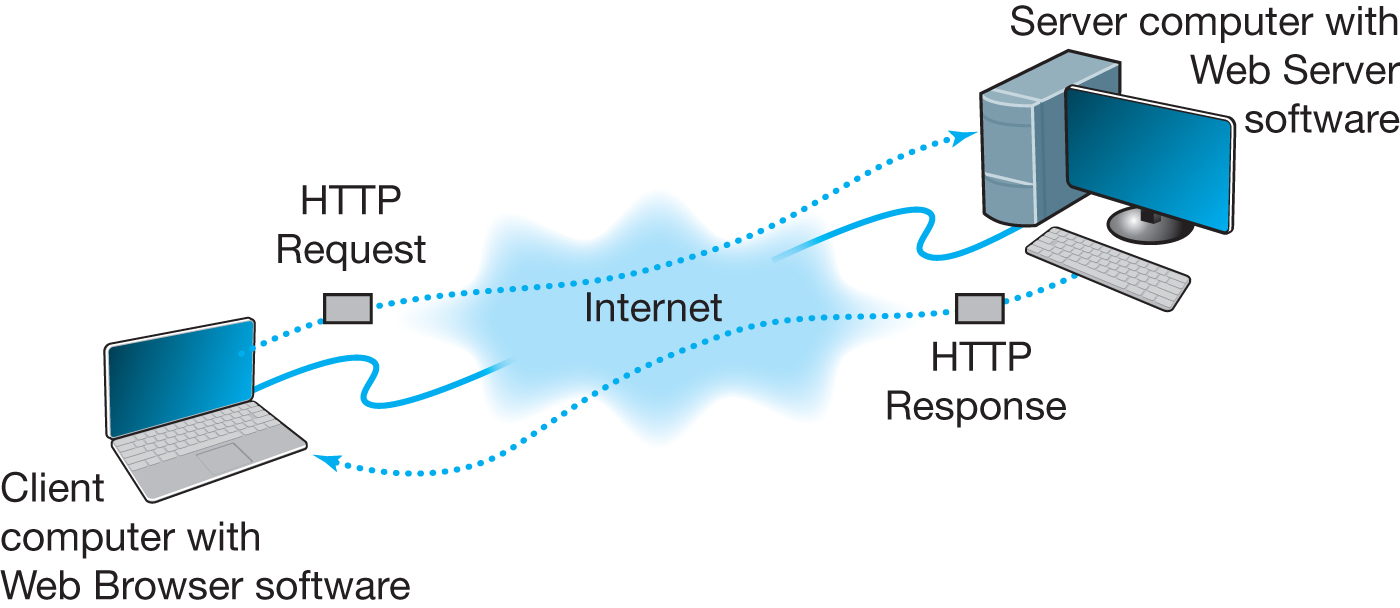 Server computer with
Web Server
software
HTTP
Request
Internet
HTTP
Response
Client
computer with
Web Browser software